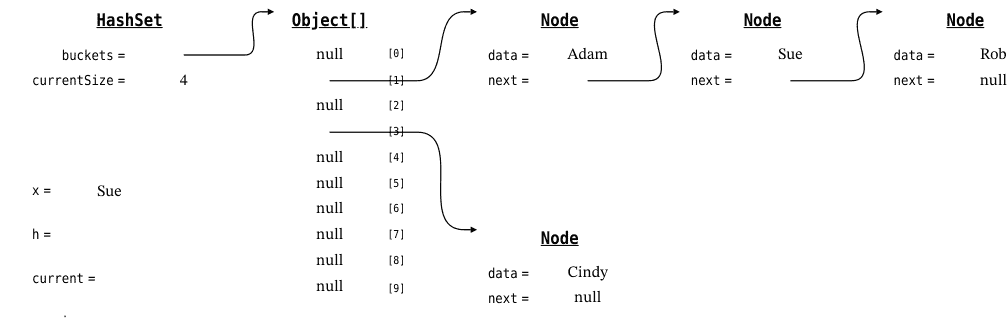 HashSet Object[] Node Node Node
buckets = null [0] data = Adam data = Sue data = Rob
currentSize = 4 [1] next = next = next = null
null [2]
[3]
null [4]
null [5]
x = Sue
null [6]
h = null [7]
Node
null [8]
current = data = Cindy
null [9]
next = null